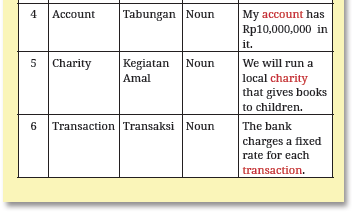 4 Account Tabungan Noun My account has
Rp10,000,000 in
it.
5 Charity Kegiatan Noun We will run a
Amal local charity
that gives books
to children.
6 Transaction Transaksi Noun The bank
charges a fixed
rate for each
transaction.